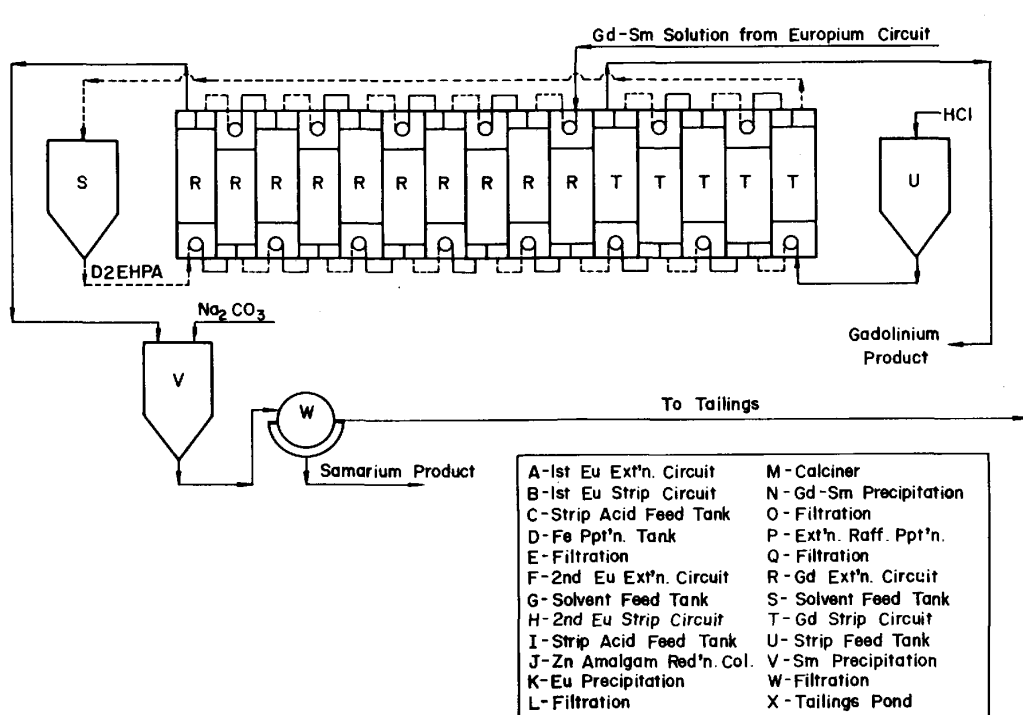 Gd-Sm Solution from Europium Circuit
HCl
S
R R R R R R R R R R T T T T T
U
D2EHPA
Na2CO3
Gadolinium
Product
V
W
To Tailings
Samarium Product
A-Ist Eu Ext'n. Circuit
B-Ist Eu Strip Circuit
C-Strip Acid Feed Tank
D-Fe Ppt'n. Tank
E-Filtration
F-2nd Eu Ext'n. Circuit
G-Solvent Feed Tank
H-2nd Eu Strip Circuit
I-Strip Acid Feed Tank
J-Zn Amalgam Red'n. Col.
K-Eu Precipitation
L-Filtration
M-Calciner
N-Gd-Sm Precipitation
O-Filtration
P-Ext'n. Raff. Ppt'n.
Q-Filtration
R-Gd Ext'n. Circuit
S-Solvent Feed Tank
T-Gd Strip Circuit
U-Strip Feed Tank
V-Sm Precipitation
W-Filtration
X-Tailings Pond